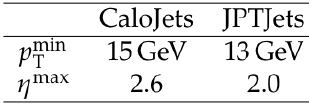 CaloJets JPTJets
p_T^min 15 GeV 13 GeV
η^max 2.6 2.0